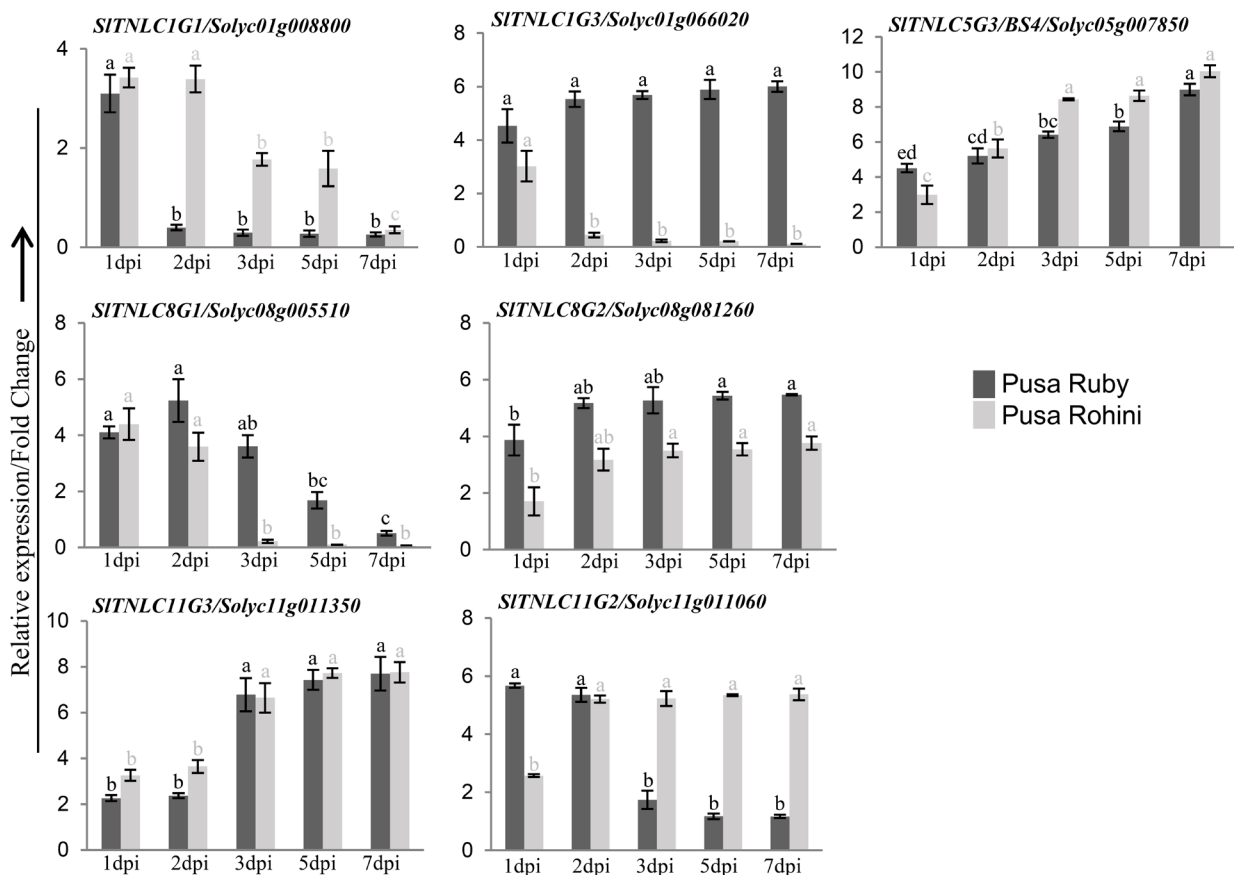 SlTNLC1G1/Solyc01g008800
4
2
0
a
a
b
a
b
b
b
b
b
c
1dpi 2dpi 3dpi 5dpi 7dpi
SlTNLC1G3/Solyc01g066020
8
6
4
2
0
a
a
a
b
a
b
a
b
a
b
1dpi 2dpi 3dpi 5dpi 7dpi
SlTNLC5G3/BS4/Solyc05g007850
12
10
8
6
4
2
0
ed
c
cd
b
bc
a
b
a
a
a
1dpi 2dpi 3dpi 5dpi 7dpi
Relative expression/Fold Change
SlTNLC8G1/Solyc08g005510
8
6
4
2
0
a
a
a
a
ab
b
bc
b
c
b
1dpi 2dpi 3dpi 5dpi 7dpi
SlTNLC8G2/Solyc08g081260
8
6
4
2
0
b
b
ab
ab
ab
a
a
a
a
a
1dpi 2dpi 3dpi 5dpi 7dpi
Pusa Ruby
Pusa Rohini
SlTNLC11G3/Solyc11g011350
10
8
6
4
2
0
b
b
b
b
a
a
a
a
a
a
1dpi 2dpi 3dpi 5dpi 7dpi
SlTNLC11G2/Solyc11g011060
8
6
4
2
0
a
b
a
a
b
a
b
a
b
a
1dpi 2dpi 3dpi 5dpi 7dpi